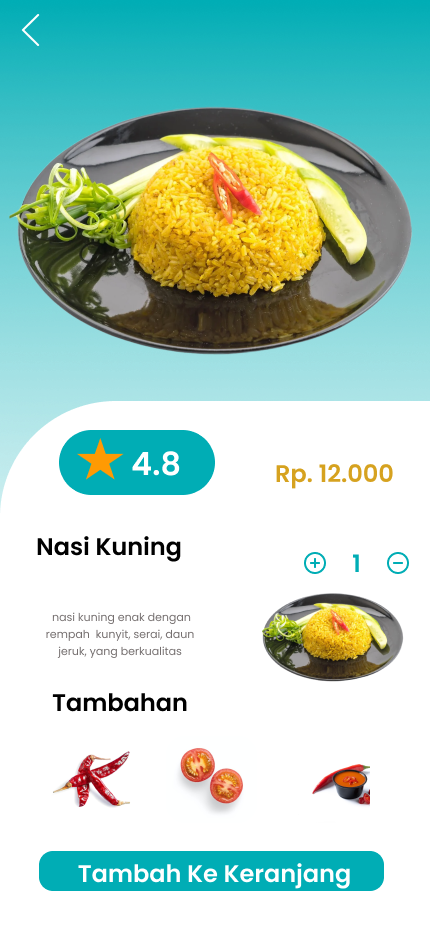 4.8
Rp. 12.000
Nasi Kuning
1
nasi kuning enak dengan
rempah  kunyit, serai, daun
jeruk, yang berkualitas
Tambahan
Tambah Ke Keranjang